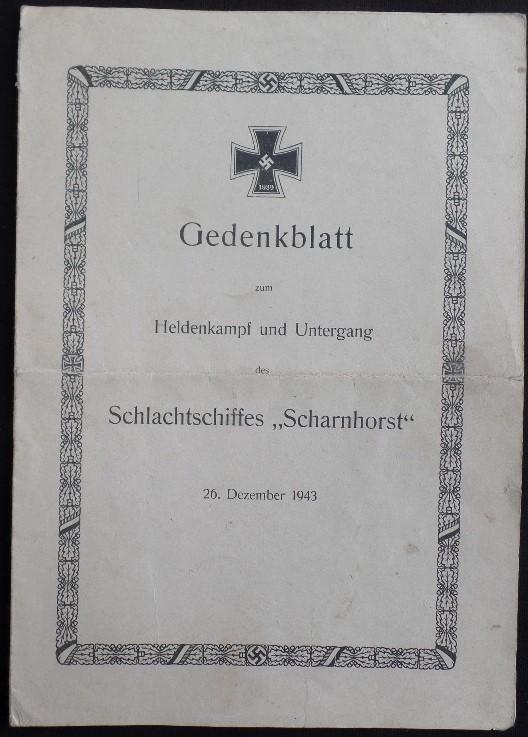 1939
Gedenkblatt
zum
Heldenkampf und Untergang
des
Schlachtschiffes „Scharnhorst“
26. Dezember 1943